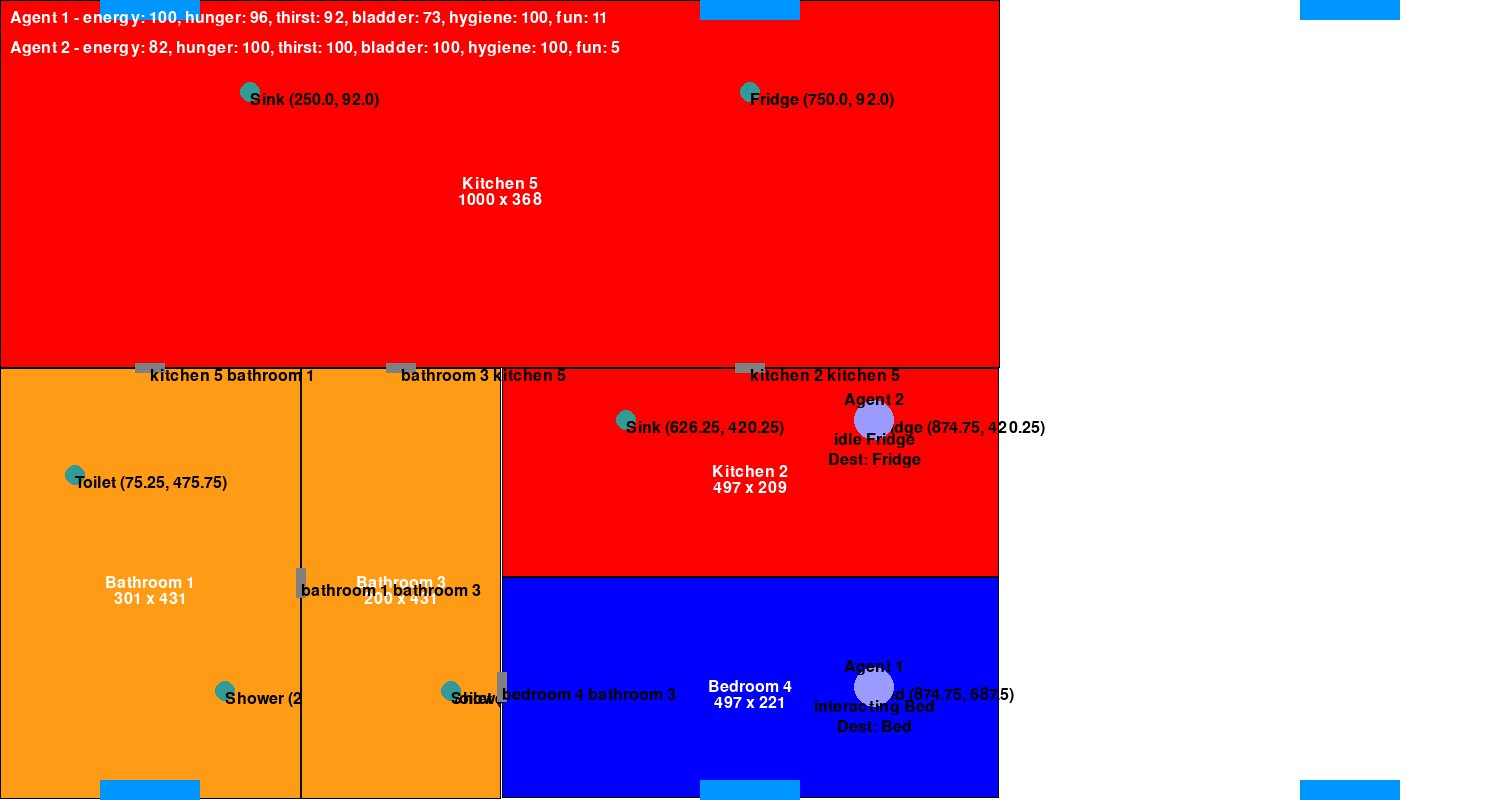 Agent 1 - energy: 100, hunger: 96, thirst: 92, bladder: 73, hygiene: 100, fun: 11
Agent 2 - energy: 82, hunger: 100, thirst: 100, bladder: 100, hygiene: 100, fun: 5
Sink (250.0, 92.0)
Fridge (750.0, 92.0)
Kitchen 5
1000 x 368
kitchen 5 bathroom 1
bathroom 3 kitchen 5
kitchen 2 kitchen 5
Agent 2
Sink (626.25, 420.25)
dge (874.75, 420.25)
idle Fridge
Dest: Fridge
Kitchen 2
497 x 209
Toilet (75.25, 475.75)
Bathroom 1
301 x 431
Bathroom 3
200 x 431
bathroom 1 bathroom 3
Agent 1
Shower (2
bedroom 4 bathroom 3
Bedroom 4
497 x 221
d (874.75, 687.5)
interacting Bed
Dest: Bed